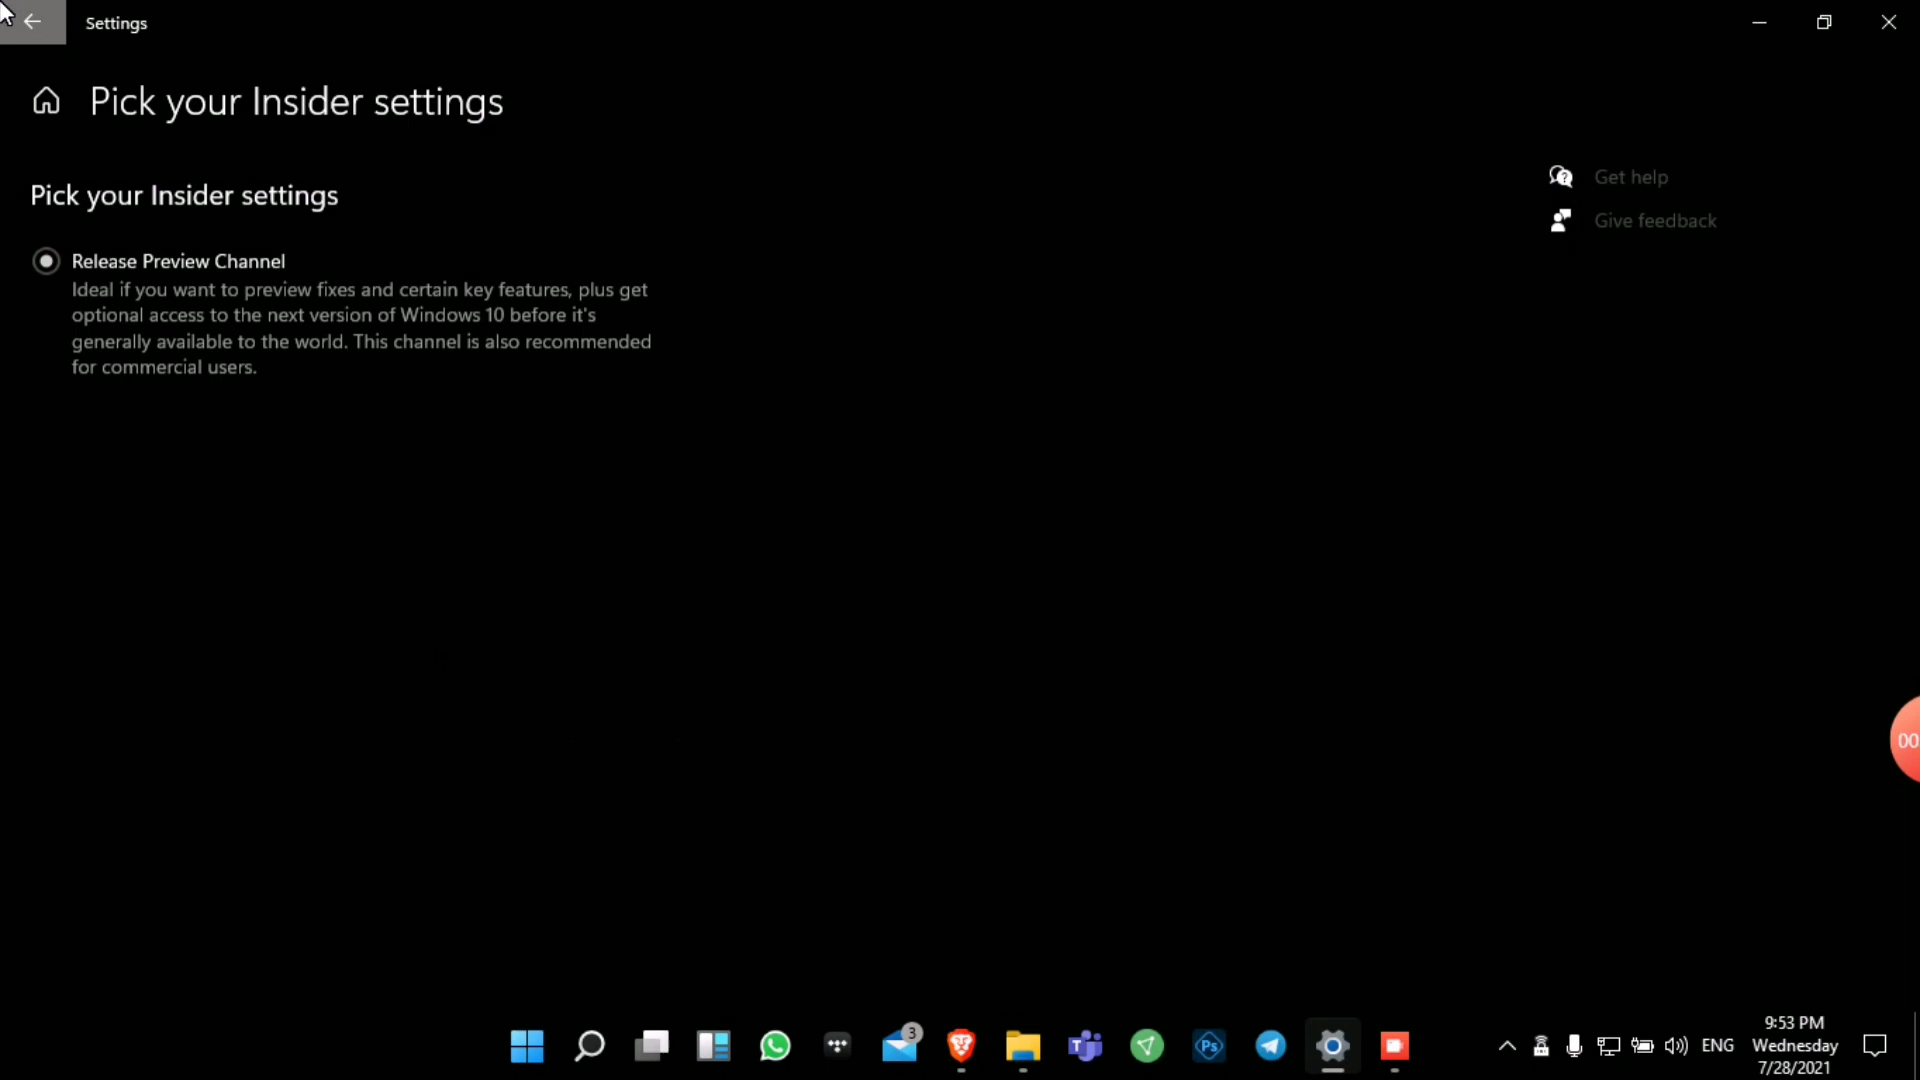 Settings
Pick your Insider settings
Pick your Insider settings
Get help
Give feedback
Release Preview Channel
Ideal if you want to preview fixes and certain key features, plus get
optional access to the next version of Windows 10 before it's
generally available to the world. This channel is also recommended
for commercial users.
00
3
Ps
ENG
9:53 PM
Wednesday
7/28/2021